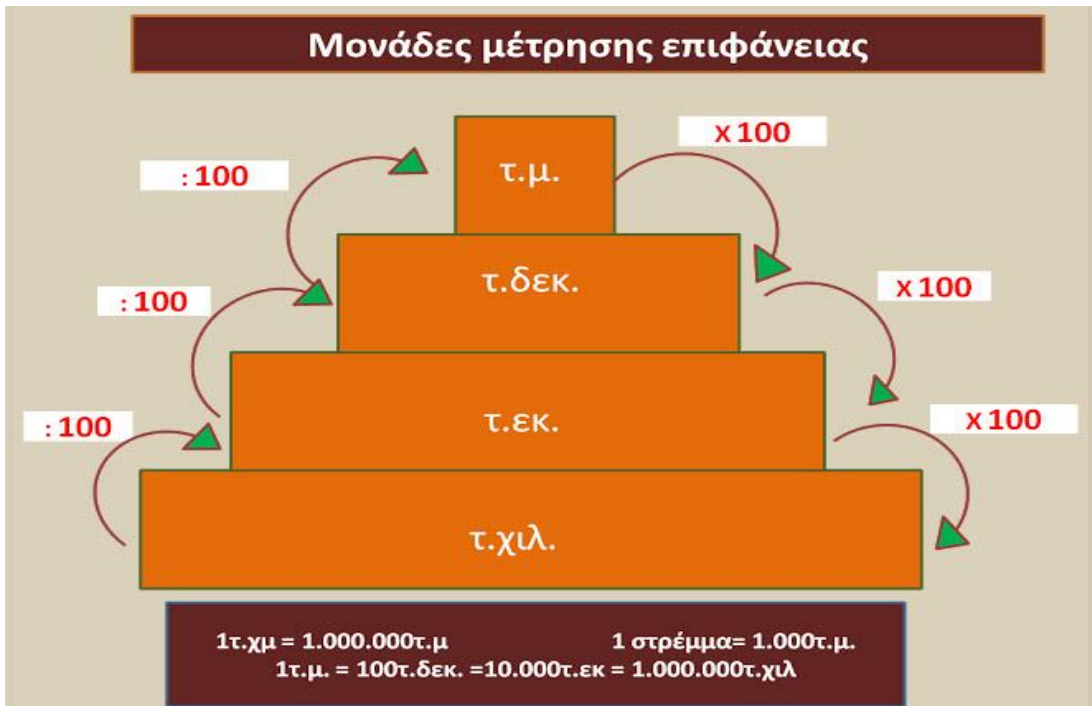 Μονάδες μέτρησης επιφάνειας
τ.μ.
X 100
: 100
τ.δεκ.
: 100
X 100
τ.εκ.
: 100
X 100
τ.χιλ.
1τ.χμ = 1.000.000τ.μ 1 στρέμμα= 1.000τ.μ.
1τ.μ. = 100τ.δεκ. =10.000τ.εκ = 1.000.000τ.χιλ